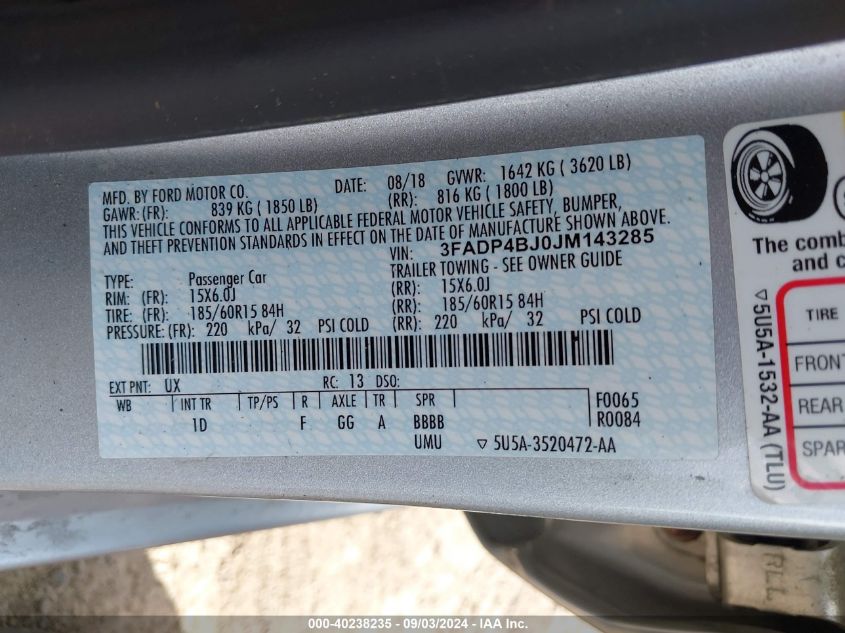 MFD. BY FORD MOTOR CO. DATE: 08/18 GVWR: 1642 KG ( 3620 LB)
GAWR: (FR): 839 KG ( 1850 LB) (RR): 816 KG ( 1800 LB)
THIS VEHICLE CONFORMS TO ALL APPLICABLE FEDERAL MOTOR VEHICLE SAFETY, BUMPER,
AND THEFT PREVENTION STANDARDS IN EFFECT ON THE DATE OF MANUFACTURE SHOWN ABOVE.
VIN: 3FADP4BJ0JM143285
TYPE: Passenger Car TRAILER TOWING - SEE OWNER GUIDE
RIM: (FR): 15X6.0J (RR): 15X6.0J
TIRE: (FR): 185/60R15 84H (RR): 185/60R15 84H
PRESSURE: (FR): 220 kPa/ 32 PSI COLD (RR): 220 kPa/ 32 PSI COLD
EXT PNT: UX RC: 13 DSO:
WB INT TR TP/PS R AXLE TR SPR F0065
1D F GG A BBBB R0084
UMU ▽ 5U5A-3520472-AA
▽ 5U5A-1532-AA (TLU)
The comb
and c
TIRE
FRONT
REAR
SPAR
RLL
000-40238235 - 09/03/2024 - IAAI - INSURANCE AUTO AUCTIONS, INC.